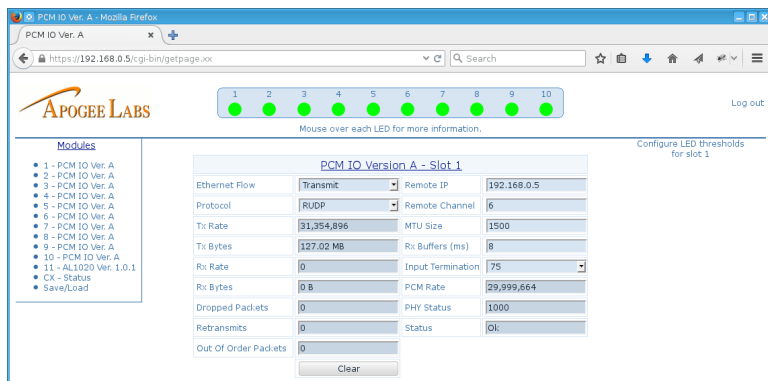 PCM IO Ver. A - Mozilla Firefox
PCM IO Ver. A
https://192.168.0.5/cgi-bin/getpage.xx
Search
APOGEE LABS
1 2 3 4 5 6 7 8 9 10
Mouse over each LED for more information.
Log out
Modules
1 - PCM IO Ver. A
2 - PCM IO Ver. A
3 - PCM IO Ver. A
4 - PCM IO Ver. A
5 - PCM IO Ver. A
6 - PCM IO Ver. A
7 - PCM IO Ver. A
8 - PCM IO Ver. A
9 - PCM IO Ver. A
10 - PCM IO Ver. A
11 - AL1020 Ver. 1.0.1
CX - Status
Save/Load
Configure LED thresholds
for slot 1
PCM IO Version A - Slot 1
Ethernet Flow Transmit Remote IP 192.168.0.5
Protocol RUDP Remote Channel 6
Tx Rate 31,354,896 MTU Size 1500
Tx Bytes 127.02 MB Rx Buffers (ms) 8
Rx Rate 0 Input Termination 75
Rx Bytes 0 B PCM Rate 29,999,664
Dropped Packets 0 PHY Status 1000
Retransmits 0 Status Ok
Out Of Order Packets 0
Clear